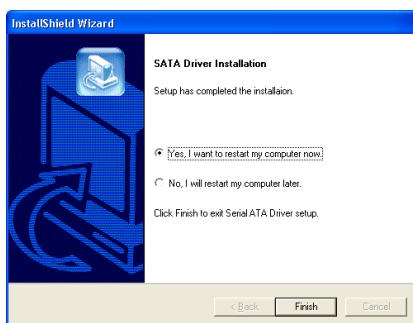 InstallShield Wizard
SATA Driver Installation
Setup has completed the installaion.
Yes, I want to restart my computer now.
No, I will restart my computer later.
Click Finish to exit Serial ATA Driver setup.
< Back
Finish
Cancel